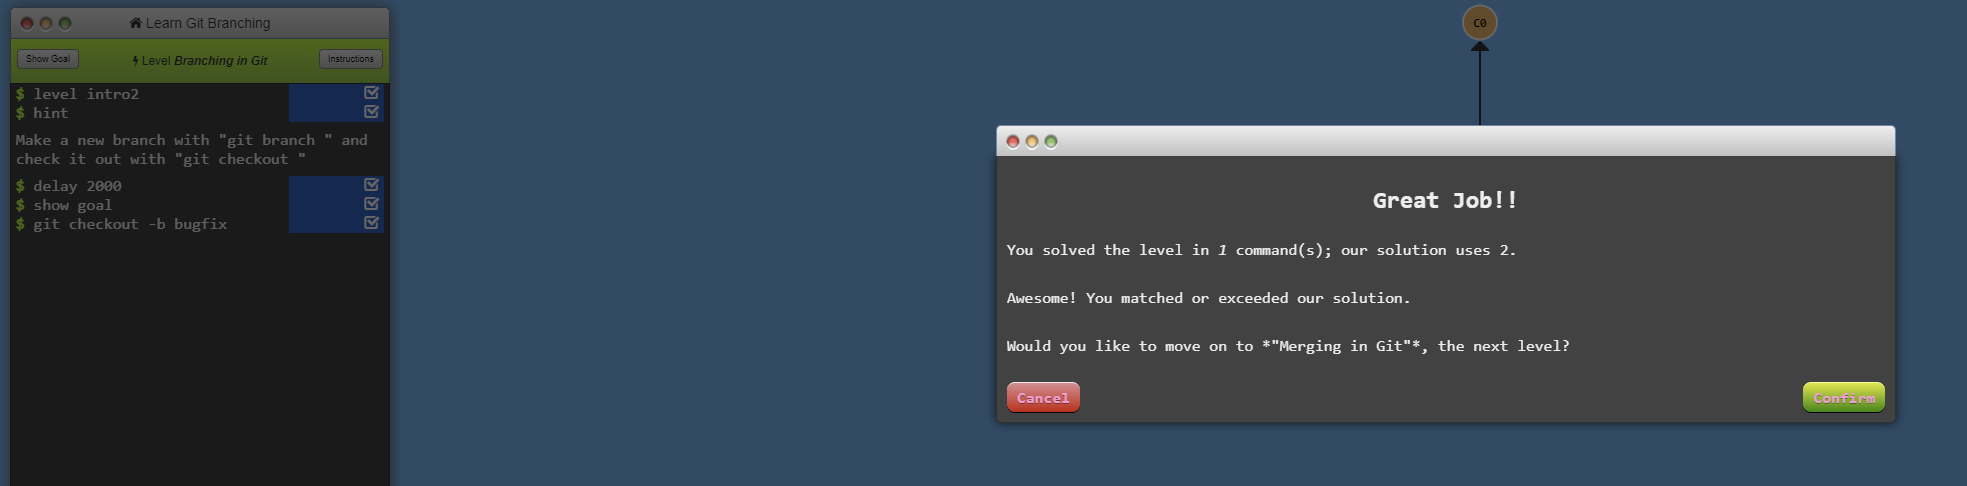 Learn Git Branching
Show Goal
Level Branching in Git
Instructions
$ level intro2
$ hint
Make a new branch with "git branch " and
check it out with "git checkout "
$ delay 2000
$ show goal
$ git checkout -b bugfix
C0
Great Job!!
You solved the level in 1 command(s); our solution uses 2.
Awesome! You matched or exceeded our solution.
Would you like to move on to *"Merging in Git"*, the next level?
Cancel
Confirm